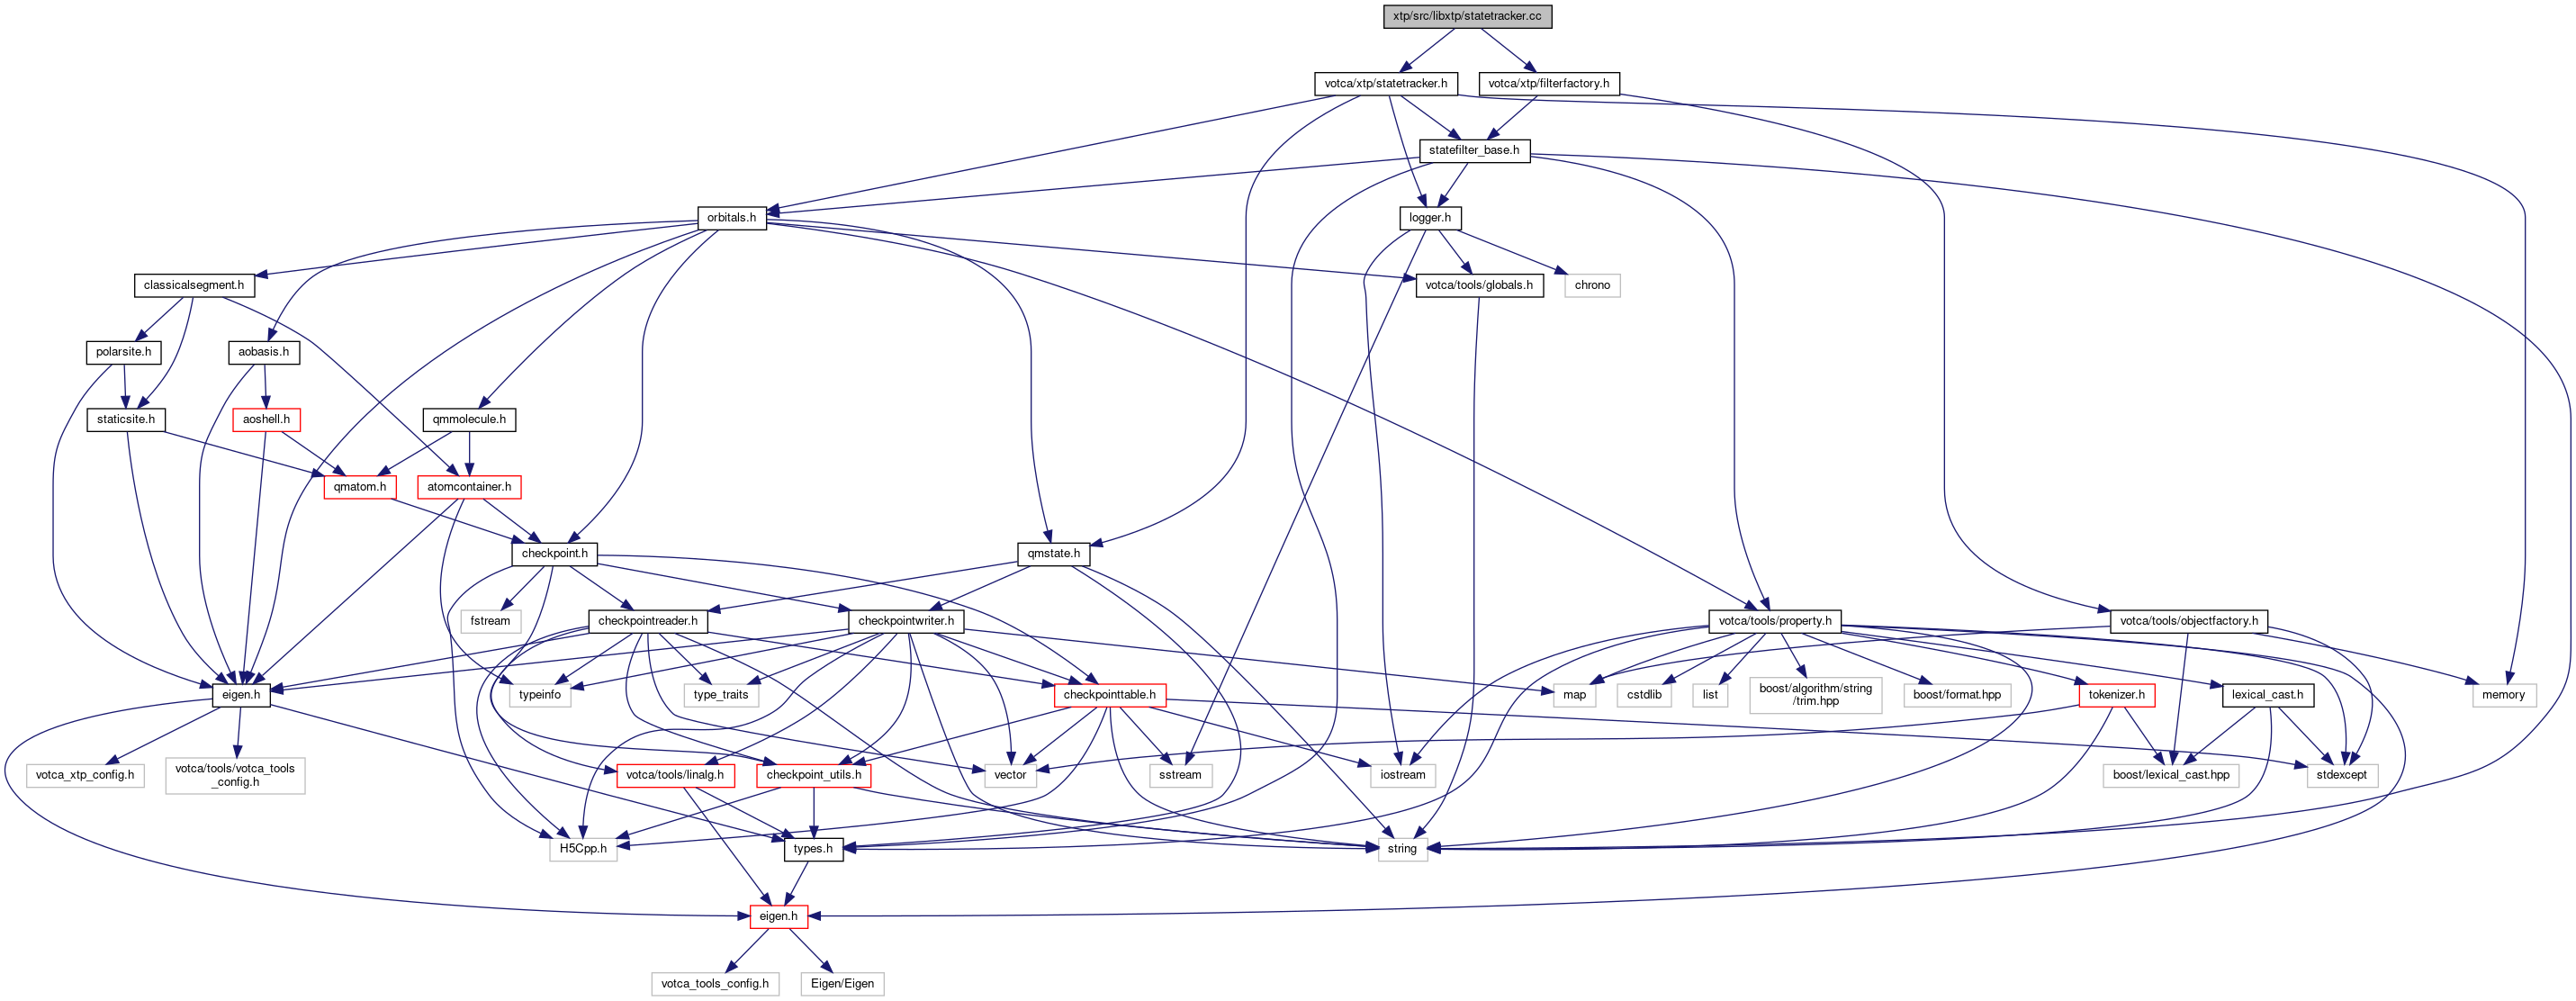 xtp/src/libxtp/statetracker.cc
votca/xtp/statetracker.h
votca/xtp/filterfactory.h
statefilter_base.h
orbitals.h
logger.h
classicalsegment.h
votca/tools/globals.h
chrono
polarsite.h
aobasis.h
staticsite.h
aoshell.h
qmmolecule.h
qmatom.h
atomcontainer.h
checkpoint.h
qmstate.h
fstream
checkpointreader.h
checkpointwriter.h
votca/tools/property.h
votca/tools/objectfactory.h
eigen.h
typeinfo
type_traits
checkpointtable.h
map
cstdlib
list
boost/algorithm/string
/trim.hpp
boost/format.hpp
tokenizer.h
lexical_cast.h
memory
votca_xtp_config.h
votca/tools/votca_tools
_config.h
votca/tools/linalg.h
checkpoint_utils.h
vector
sstream
iostream
boost/lexical_cast.hpp
stdexcept
H5Cpp.h
types.h
string
eigen.h
votca_tools_config.h
Eigen/Eigen